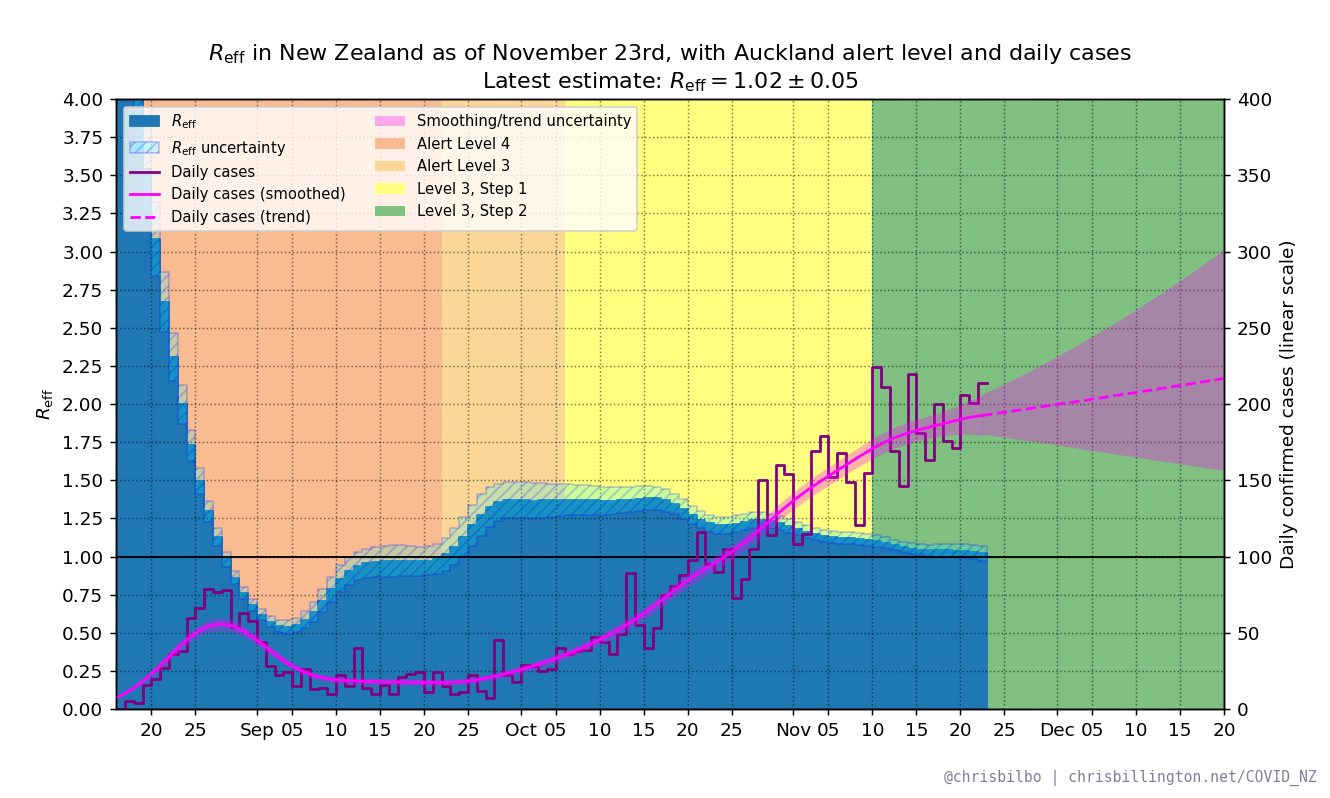 R_eff in New Zealand as of November 23rd, with Auckland alert level and daily cases
Latest estimate: R_eff = 1.02 ± 0.05
R_eff
R_eff uncertainty
Daily cases
Daily cases (smoothed)
Daily cases (trend)
Smoothing/trend uncertainty
Alert Level 4
Alert Level 3
Level 3, Step 1
Level 3, Step 2
R_eff
4.00
3.75
3.50
3.25
3.00
2.75
2.50
2.25
2.00
1.75
1.50
1.25
1.00
0.75
0.50
0.25
0.00
400
350
300
250
200
150
100
50
0
Daily confirmed cases (linear scale)
20 25 Sep 05 10 15 20 25 Oct 05 10 15 20 25 Nov 05 10 15 20 25 Dec 05 10 15 20
@chrisbilbo | chrisbillington.net/COVID_NZ